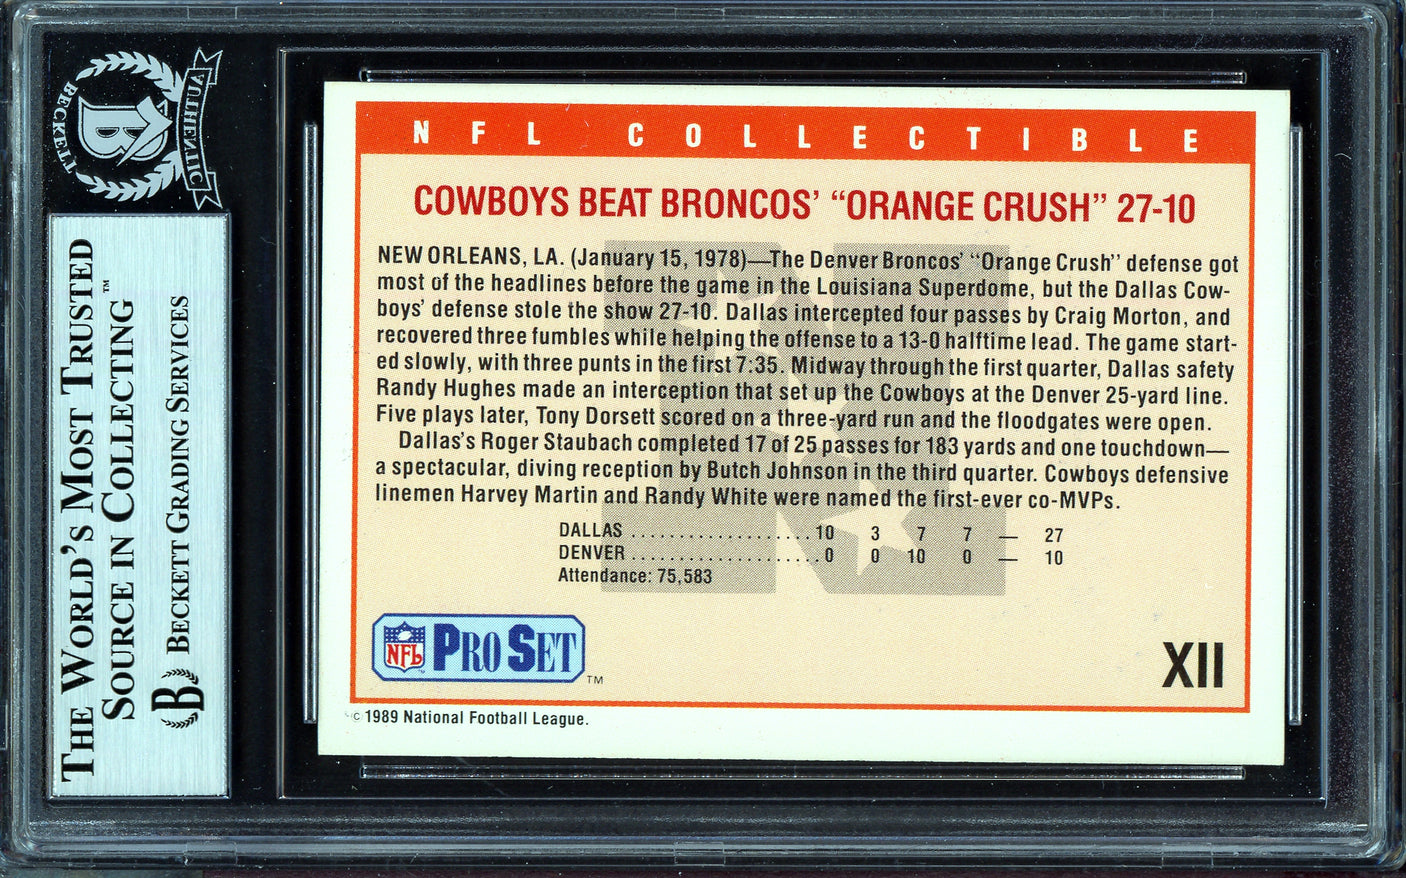 AUTHENTIC
BECKETT
B
THE WORLD'S MOST TRUSTED
SOURCE IN COLLECTING™
B BECKETT GRADING SERVICES
NFL COLLECTIBLE
COWBOYS BEAT BRONCOS' “ORANGE CRUSH” 27-10
NEW ORLEANS, LA. (January 15, 1978)—The Denver Broncos' “Orange Crush” defense got
most of the headlines before the game in the Louisiana Superdome, but the Dallas Cow-
boys' defense stole the show 27-10. Dallas intercepted four passes by Craig Morton, and
recovered three fumbles while helping the offense to a 13-0 halftime lead. The game start-
ed slowly, with three punts in the first 7:35. Midway through the first quarter, Dallas safety
Randy Hughes made an interception that set up the Cowboys at the Denver 25-yard line.
Five plays later, Tony Dorsett scored on a three-yard run and the floodgates were open.
Dallas's Roger Staubach completed 17 of 25 passes for 183 yards and one touchdown—
a spectacular, diving reception by Butch Johnson in the third quarter. Cowboys defensive
linemen Harvey Martin and Randy White were named the first-ever co-MVPs.
DALLAS ................... 10 3 7 7 — 27
DENVER ................... 0 0 10 0 — 10
Attendance: 75,583
NFL PRO SET ™
XII
© 1989 National Football League.